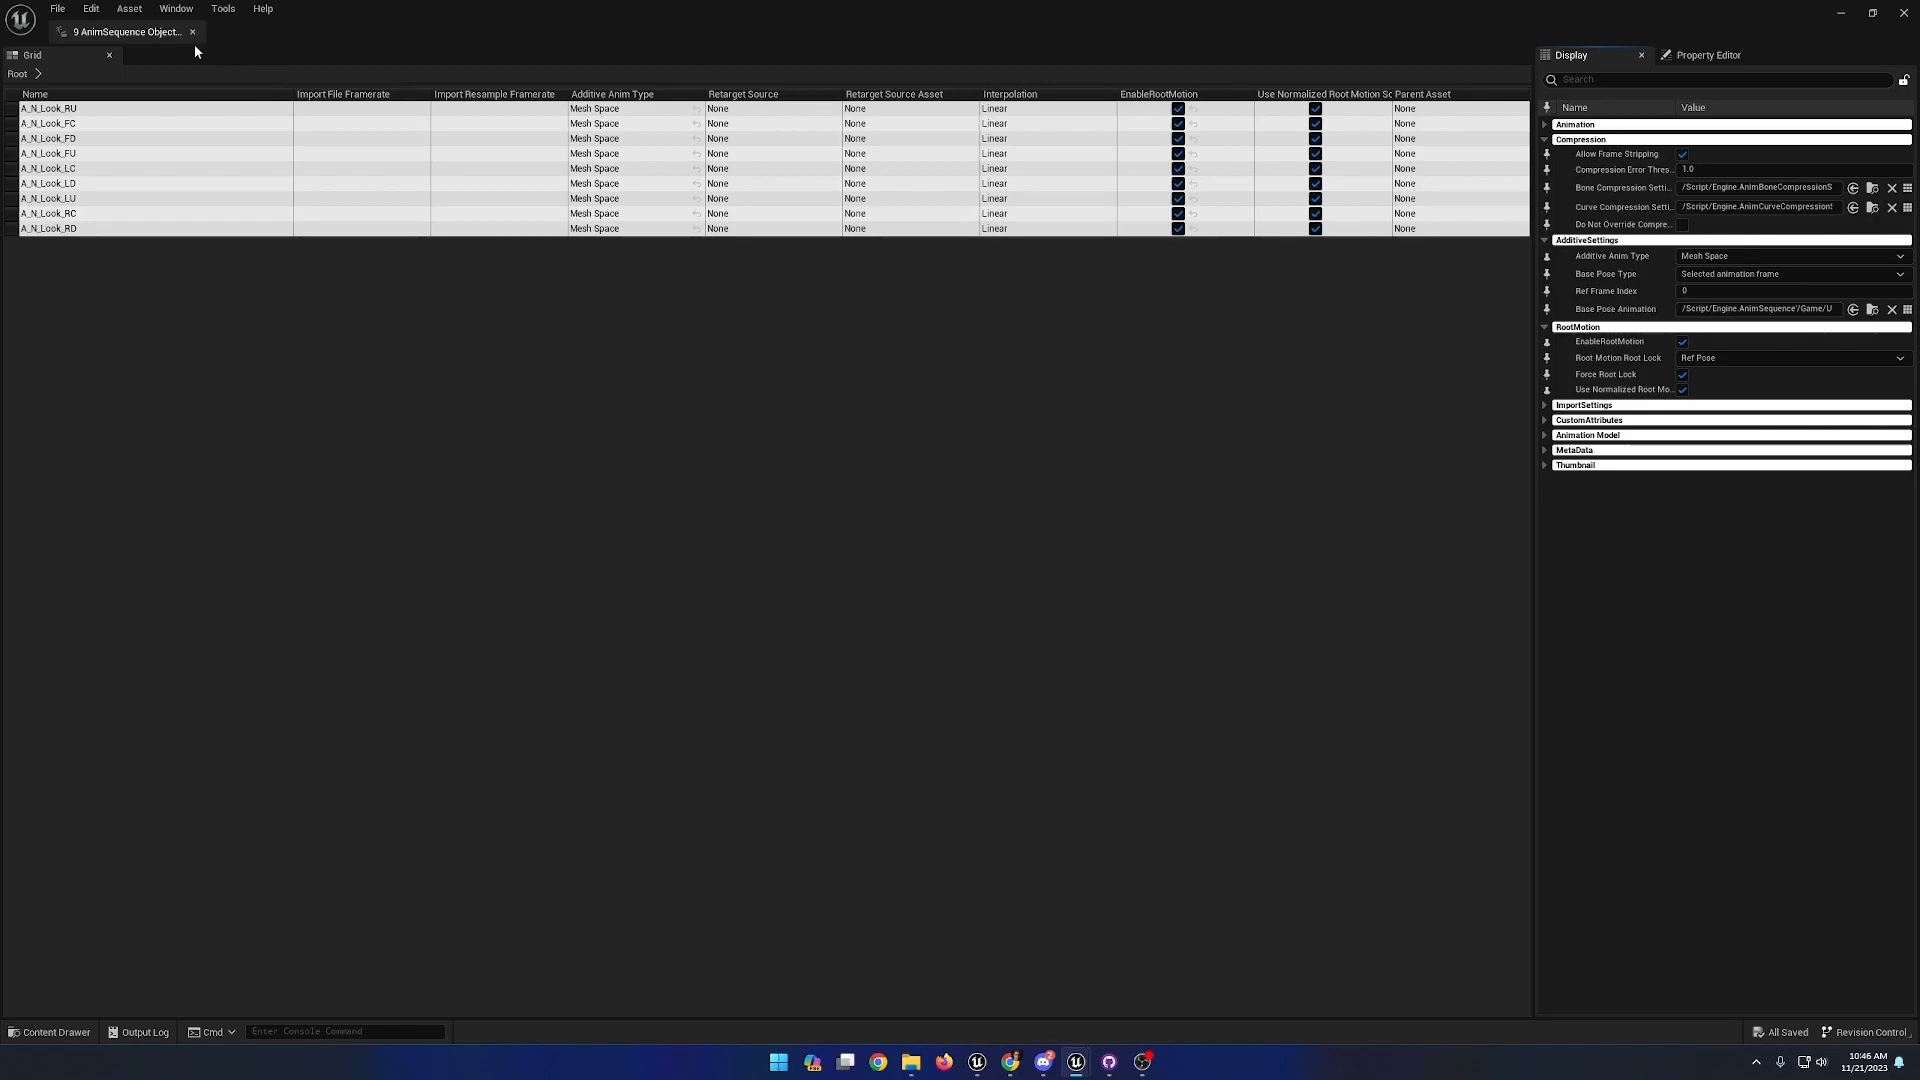 File Edit Asset Window Tools Help
9 AnimSequence Object...
Grid
Display Property Editor
Root
Search
Name Import File Framerate Import Resample Framerate Additive Anim Type Retarget Source Retarget Source Asset Interpolation EnableRootMotion Use Normalized Root Motion Sc Parent Asset
Name Value
A_N_Look_RU Mesh Space None None Linear None
A_N_Look_FC Mesh Space None None Linear None
A_N_Look_FD Mesh Space None None Linear None
A_N_Look_FU Mesh Space None None Linear None
A_N_Look_LC Mesh Space None None Linear None
A_N_Look_LD Mesh Space None None Linear None
A_N_Look_LU Mesh Space None None Linear None
A_N_Look_RC Mesh Space None None Linear None
A_N_Look_RD Mesh Space None None Linear None
Animation
Compression
Allow Frame Stripping
Compression Error Thres... 1.0
Bone Compression Setti... /Script/Engine.AnimBoneCompressionS
Curve Compression Setti... /Script/Engine.AnimCurveCompressionS
Do Not Override Compre...
AdditiveSettings
Additive Anim Type Mesh Space
Base Pose Type Selected animation frame
Ref Frame Index 0
Base Pose Animation /Script/Engine.AnimSequence'/Game/U
RootMotion
EnableRootMotion
Root Motion Root Lock Ref Pose
Force Root Lock
Use Normalized Root Mo...
ImportSettings
CustomAttributes
Animation Model
MetaData
Thumbnail
Content Drawer Output Log Cmd Enter Console Command All Saved Revision Control
10:46 AM
11/21/2023